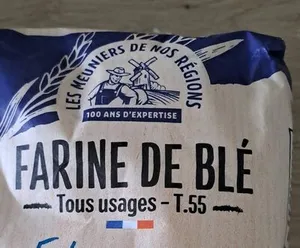 LES MEUNIERS DE NOS RÉGIONS
100 ANS D'EXPERTISE
FARINE DE BLÉ
Tous usages - T.55